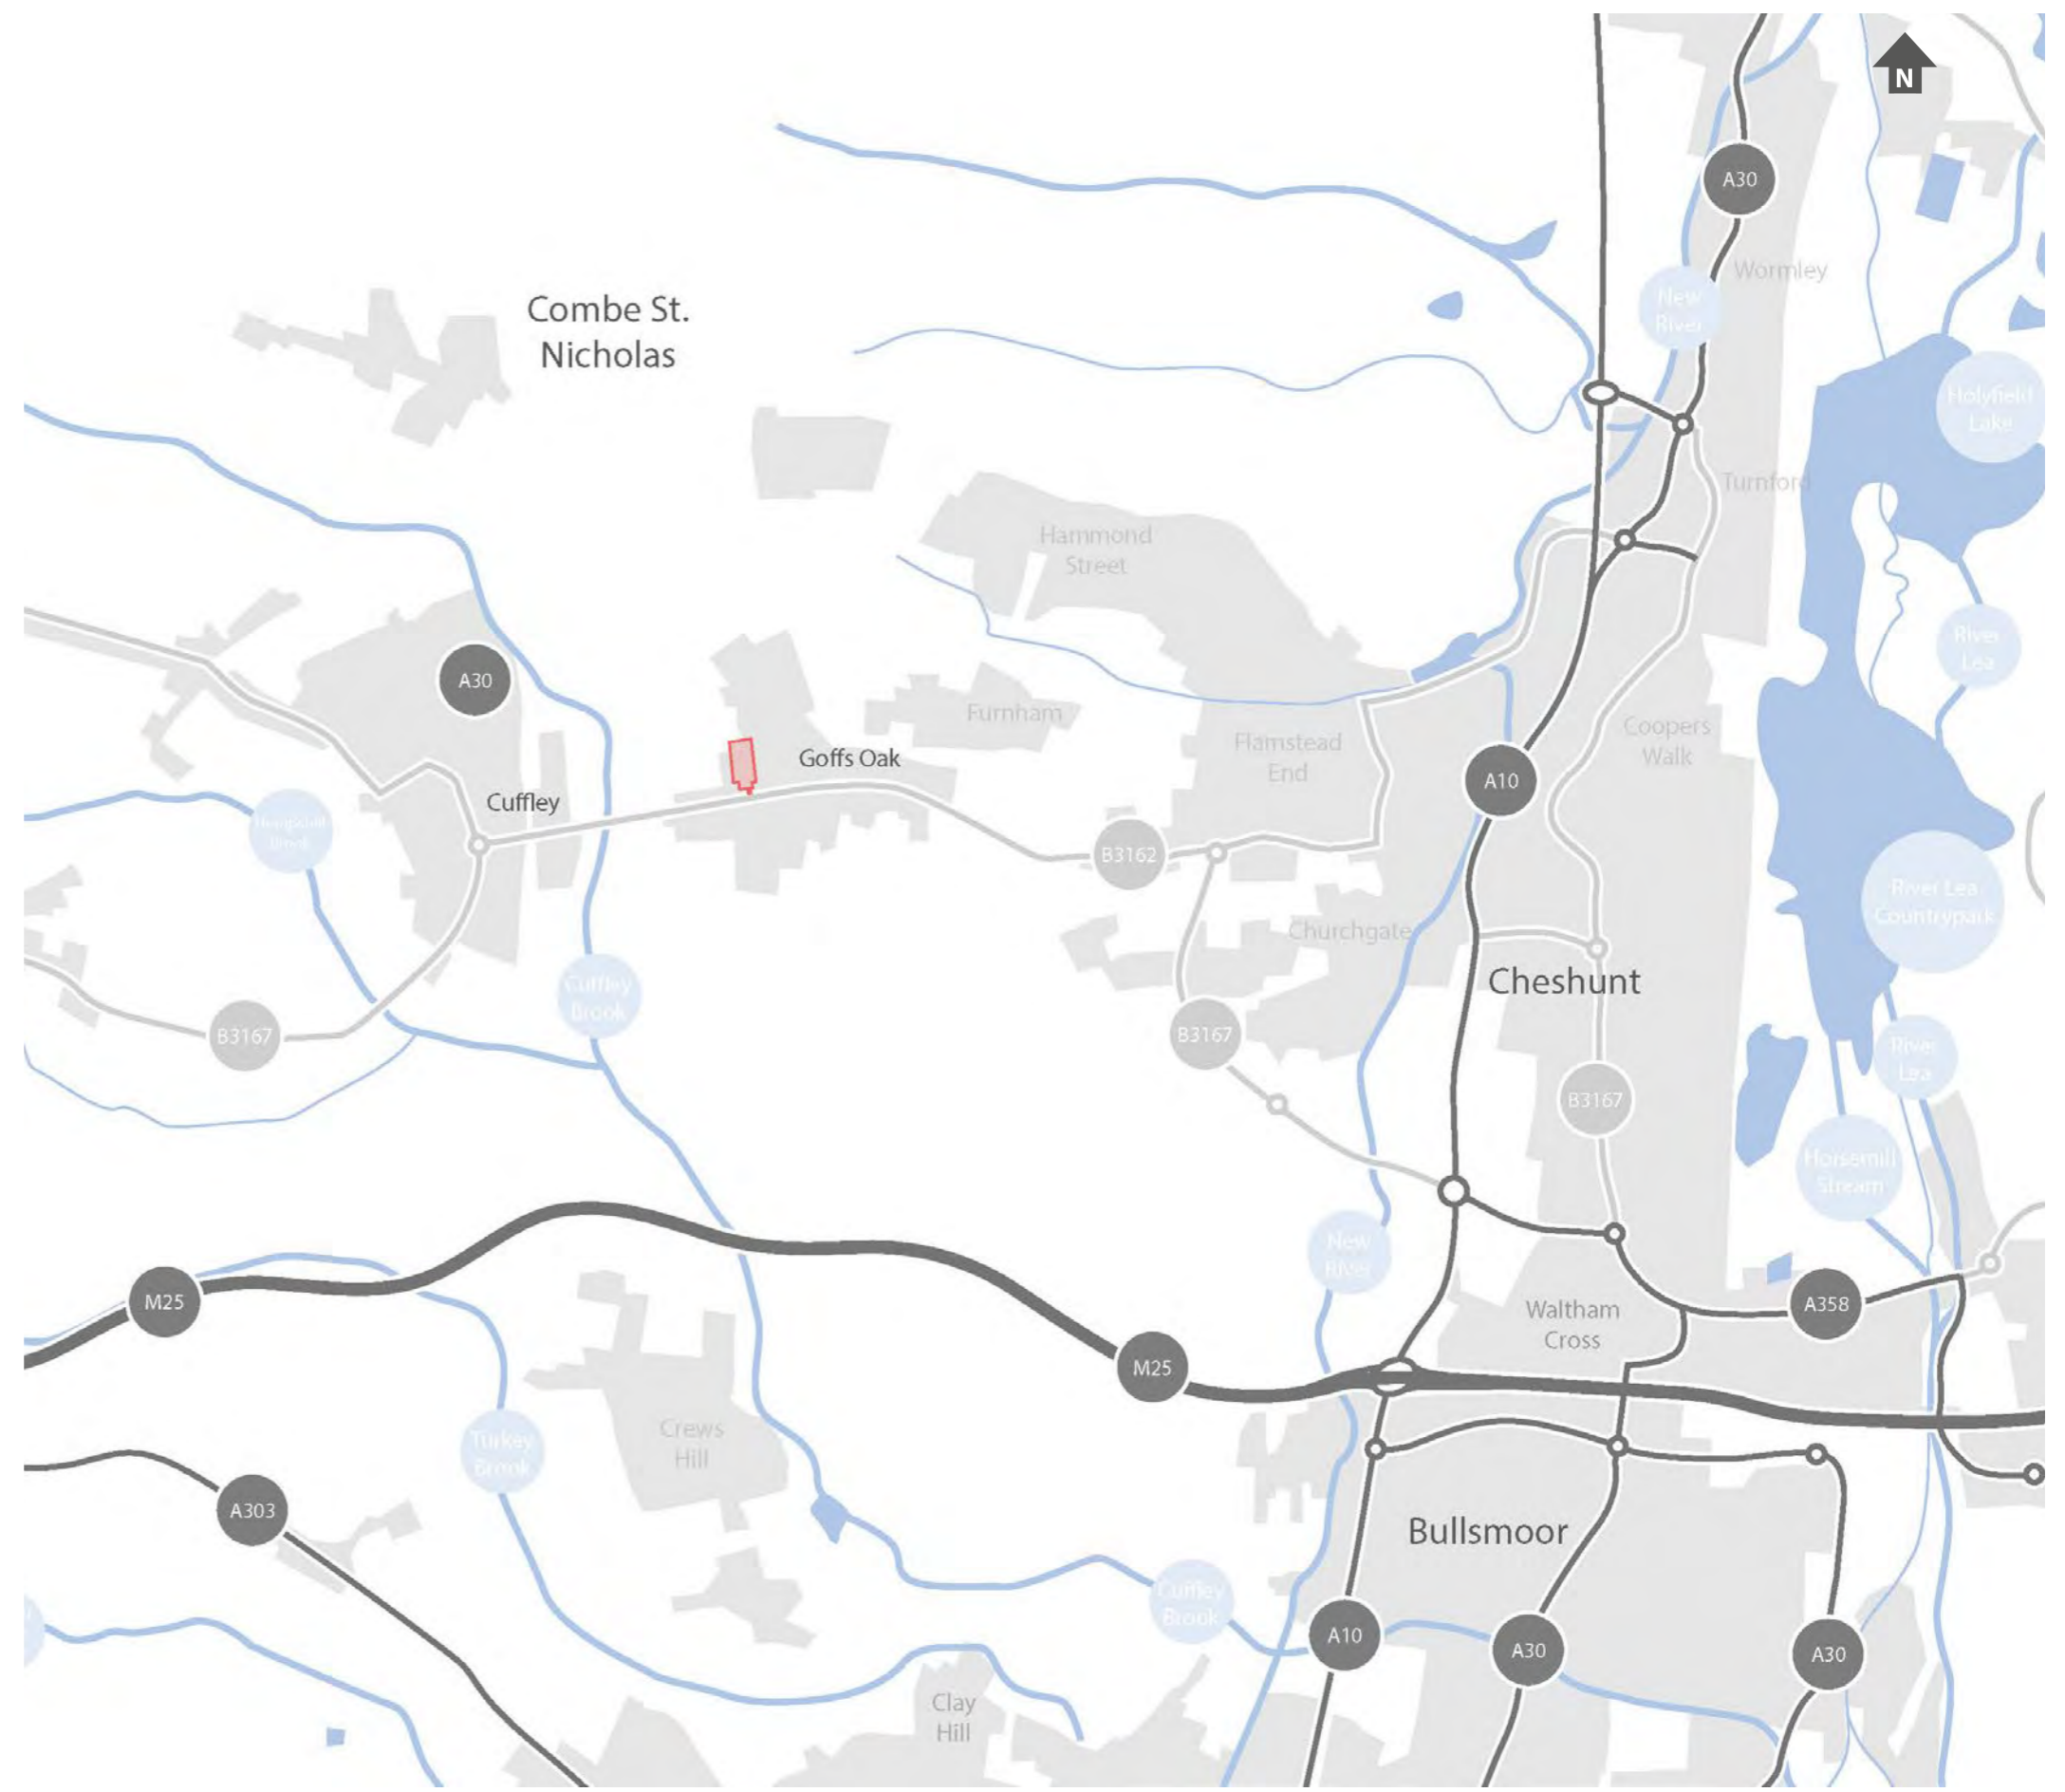 N
A30
Wormley
New
River
Combe St.
Nicholas
Holyfield
Lake
Turnford
Hammond
Street
River
Lea
A30
Furnham
Coopers
Walk
Flamstead
End
Goffs Oak
A10
Cuffley
Brook
B3162
River Lea
Countrypark
Churchgate
Cheshunt
Cuffley
Brook
B3167
B3167
River
Lea
B3167
Horsemill
Stream
New
River
M25
A358
Waltham
Cross
M25
Crews
Hill
Turkey
Brook
A303
Bullsmoor
Cuffley
Brook
A10
A30
A30
Clay
Hill